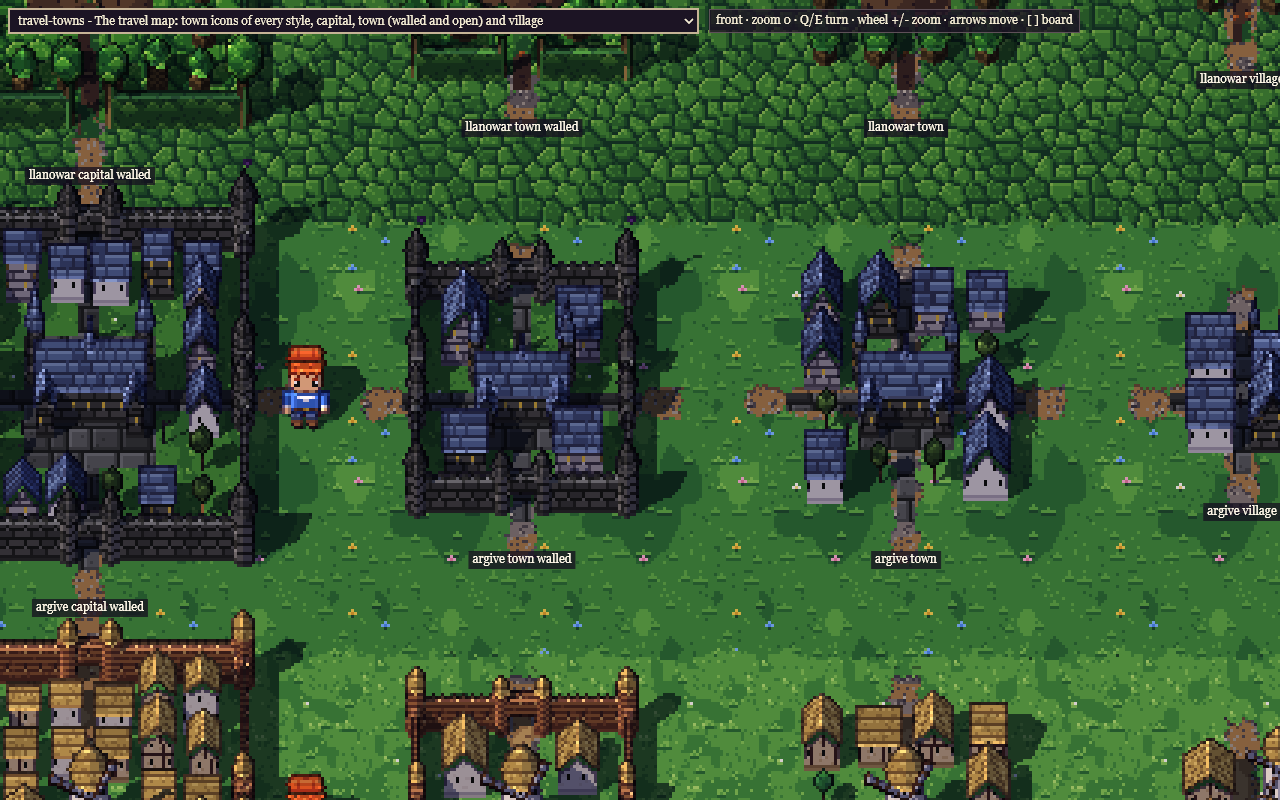 travel-towns - The travel map: town icons of every style, capital, town (walled and open) and village
front · zoom 0 · Q/E turn · wheel +/- zoom · arrows move · [ ] board
llanowar village
llanowar town walled
llanowar town
llanowar capital walled
argive village
argive town walled
argive town
argive capital walled